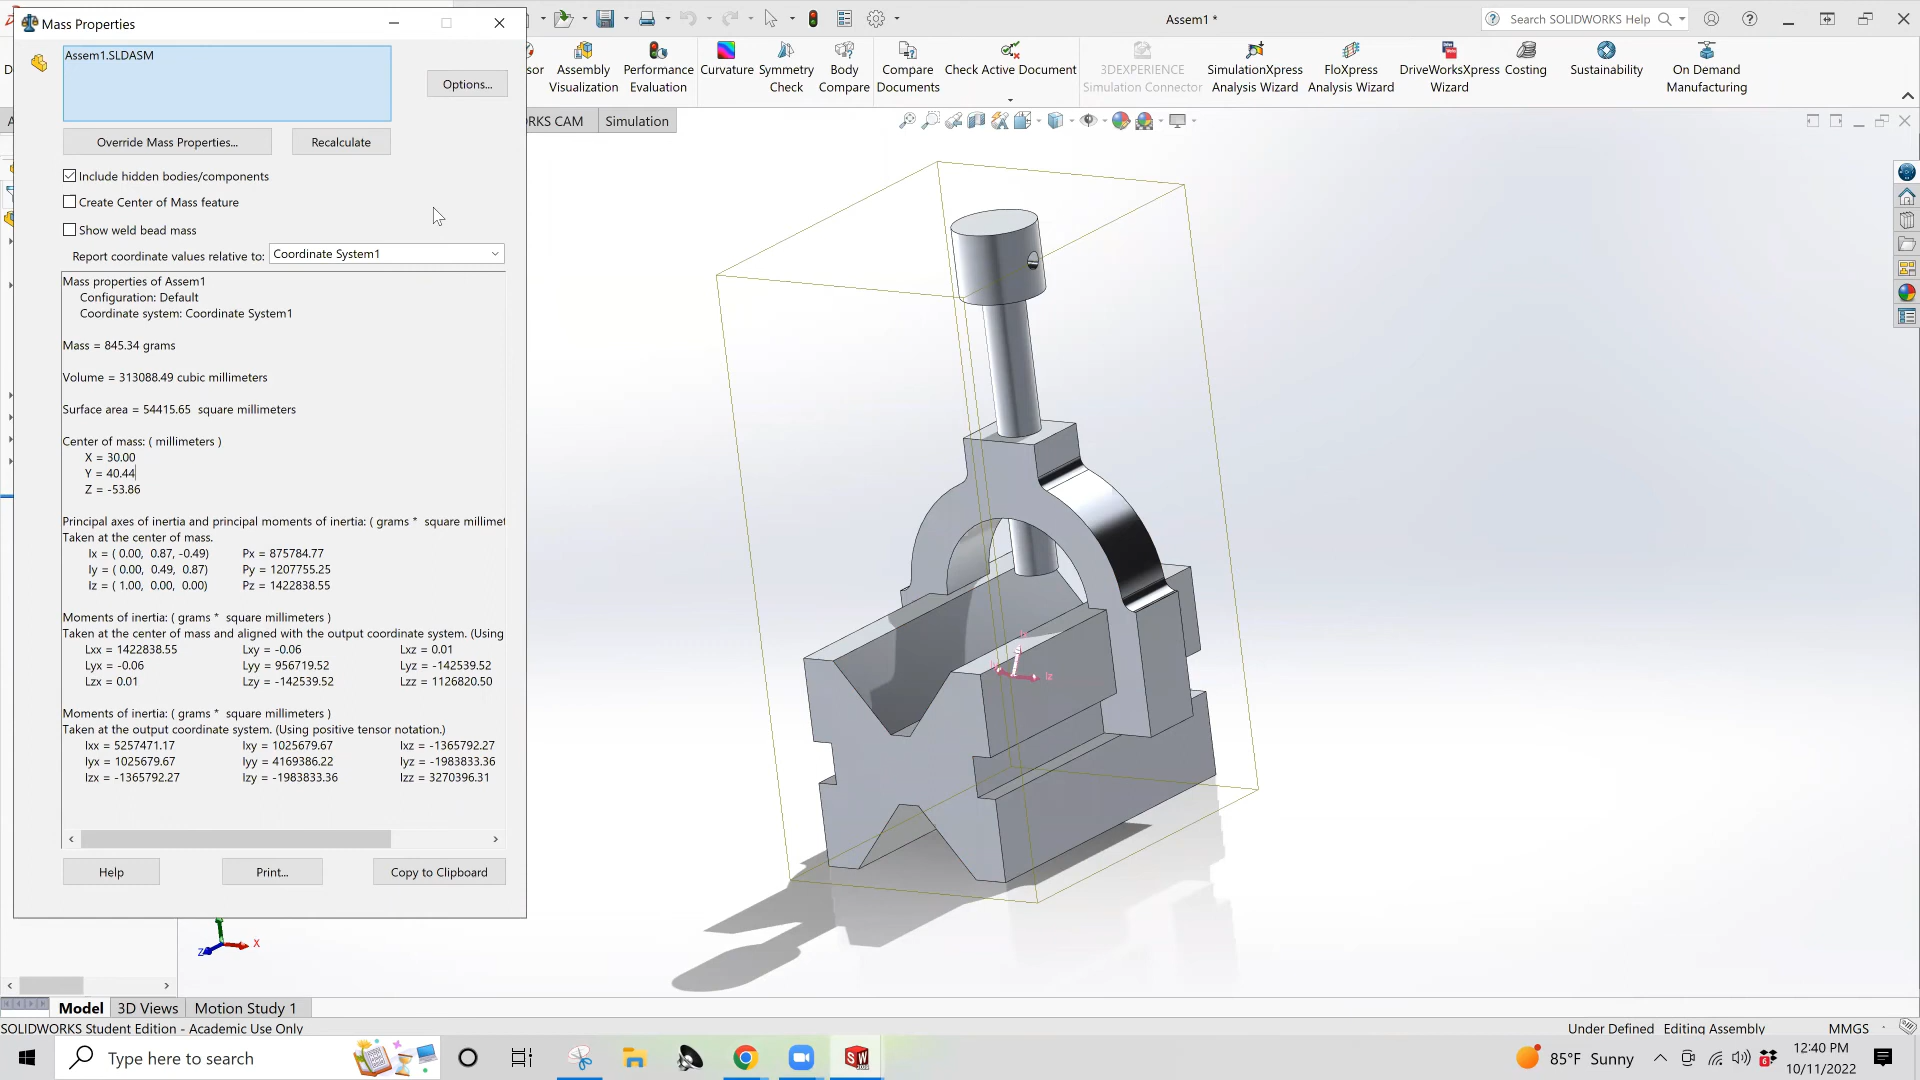 Mass Properties
Assem1 *
Search SOLIDWORKS Help
Assem1.SLDASM
Options...
Override Mass Properties...
Recalculate
Include hidden bodies/components
Create Center of Mass feature
Show weld bead mass
Report coordinate values relative to:
Coordinate System1
Mass properties of Assem1
Configuration: Default
Coordinate system: Coordinate System1
Mass = 845.34 grams
Volume = 313088.49 cubic millimeters
Surface area = 54415.65 square millimeters
Center of mass: ( millimeters )
X = 30.00
Y = 40.44
Z = -53.86
Principal axes of inertia and principal moments of inertia: ( grams * square millimet
Taken at the center of mass.
Ix = ( 0.00, 0.87, -0.49) Px = 875784.77
Iy = ( 0.00, 0.49, 0.87) Py = 1207755.25
Iz = ( 1.00, 0.00, 0.00) Pz = 1422838.55
Moments of inertia: ( grams * square millimeters )
Taken at the center of mass and aligned with the output coordinate system. (Using
Lxx = 1422838.55 Lxy = -0.06 Lxz = 0.01
Lyx = -0.06 Lyy = 956719.52 Lyz = -142539.52
Lzx = 0.01 Lzy = -142539.52 Lzz = 1126820.50
Moments of inertia: ( grams * square millimeters )
Taken at the output coordinate system. (Using positive tensor notation.)
Ixx = 5257471.17 Ixy = 1025679.67 Ixz = -1365792.27
Iyx = 1025679.67 Iyy = 4169386.22 Iyz = -1983833.36
Izx = -1365792.27 Izy = -1983833.36 Izz = 3270396.31
Help
Print...
Copy to Clipboard
D
sor
Assembly
Visualization
Performance
Evaluation
Curvature
Symmetry
Check
Body
Compare
Compare
Documents
Check Active Document
3DEXPERIENCE
Simulation Connector
SimulationXpress
Analysis Wizard
FloXpress
Analysis Wizard
DriveWorksXpress
Wizard
Costing
Sustainability
On Demand
Manufacturing
A
RKS CAM
Simulation
Iz
X
Z
Model
3D Views
Motion Study 1
SOLIDWORKS Student Edition - Academic Use Only
Under Defined
Editing Assembly
MMGS
Type here to search
85°F Sunny
12:40 PM
10/11/2022